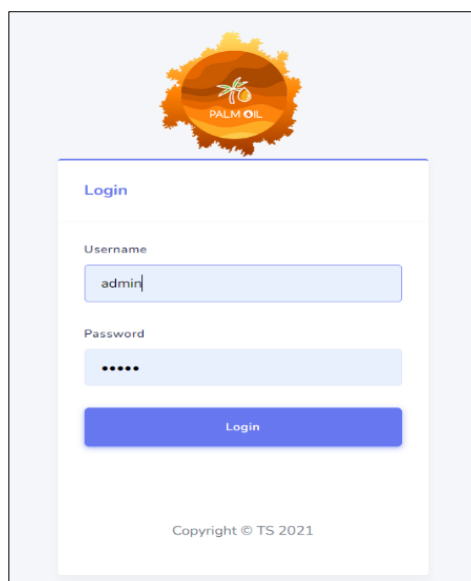 PALM OIL
Login
Username
admin
Password
•••••
Login
Copyright © TS 2021